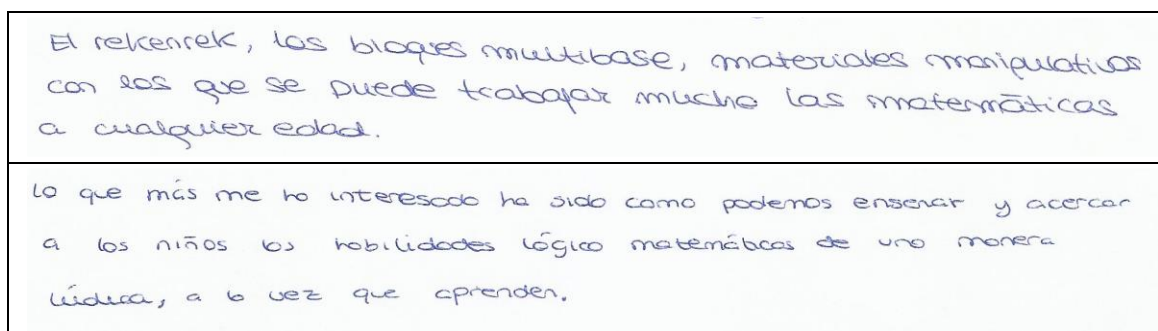 El rekenrek, los bloques multibase, materiales manipulativos
con los que se puede trabajar mucho las matemáticas
a cualquier edad.
lo que más me ha interesado ha sido como podemos enseñar y acercar
a los niños las habilidades lógico matemáticas de una manera
lúdica, a la vez que aprenden.